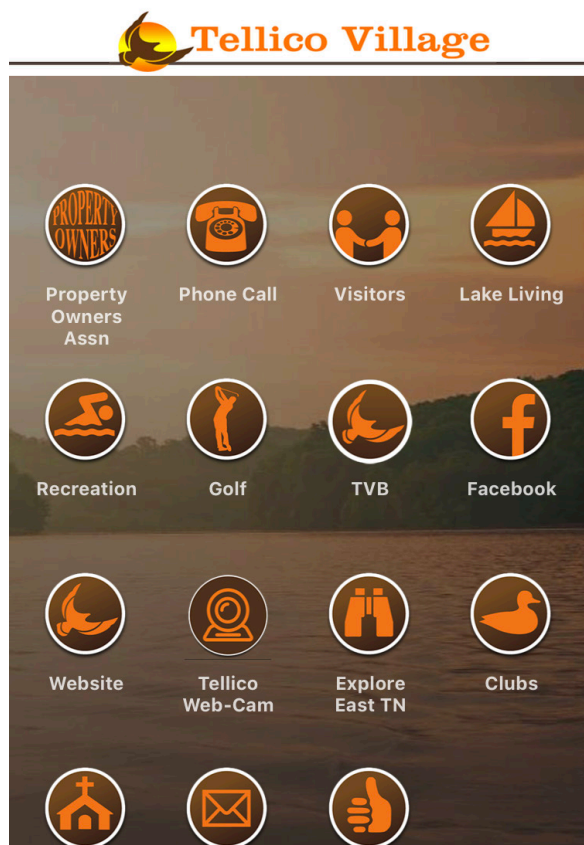 Tellico Village
PROPERTY
OWNERS
Property
Owners
Assn
Phone Call
Visitors
Lake Living
Recreation
Golf
TVB
Facebook
Website
Tellico
Web-Cam
Explore
East TN
Clubs